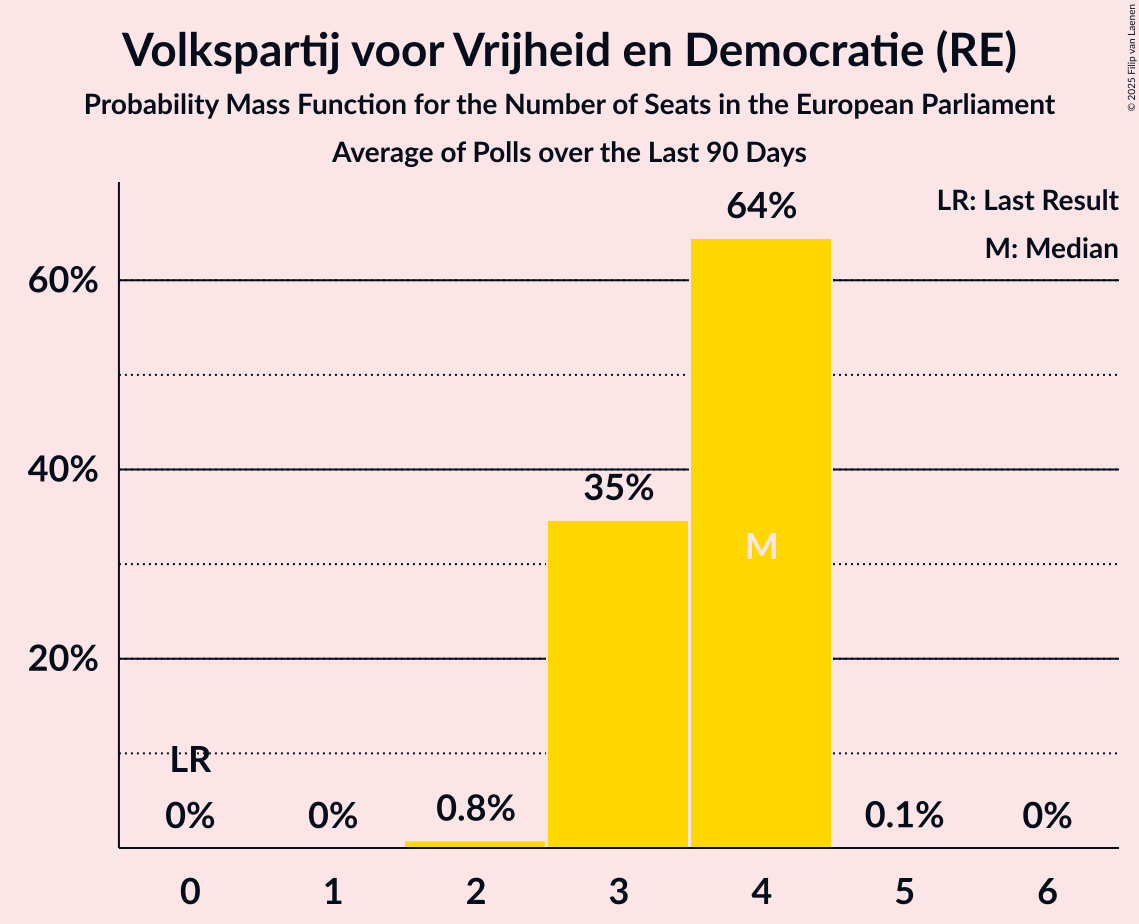 Volkspartij voor Vrijheid en Democratie (RE)
Probability Mass Function for the Number of Seats in the European Parliament
Average of Polls over the Last 90 Days
© 2025 Filip van Laenen
LR: Last Result
M: Median
64%
60%
40%
35%
M
20%
LR
0% 0% 0.8% 0.1% 0%
0 1 2 3 4 5 6